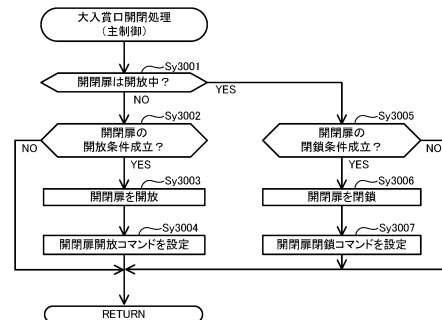 大入賞口開閉処理
(主制御)
Sy3001
開閉扉は開放中?
YES
NO
Sy3002
開閉扉の
開放条件成立?
NO
YES
Sy3005
開閉扉の
閉鎖条件成立?
NO
YES
Sy3003
開閉扉を開放
Sy3006
開閉扉を閉鎖
Sy3004
開閉扉開放コマンドを設定
Sy3007
開閉扉閉鎖コマンドを設定
RETURN